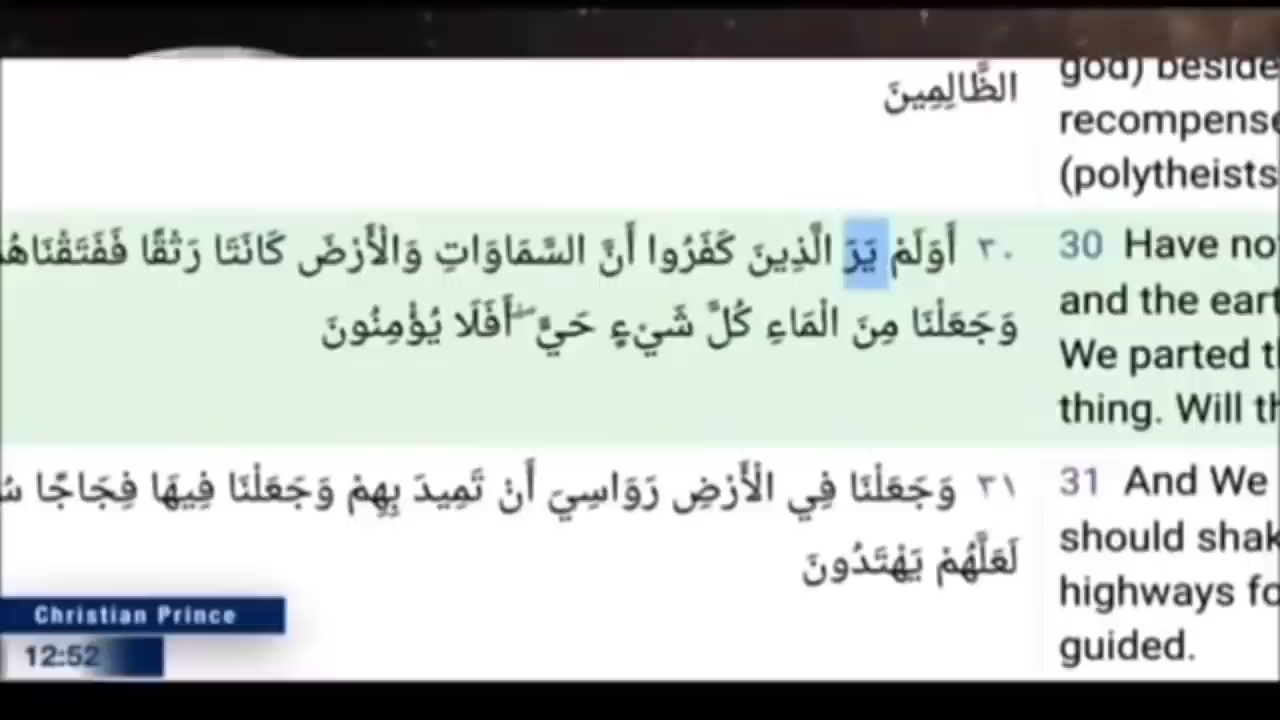 الظَّالِمِينَ
god) beside
recompense
(polytheists
٣٠ أَوَلَمْ يَرَ الَّذِينَ كَفَرُوا أَنَّ السَّمَاوَاتِ وَالْأَرْضَ كَانَتَا رَتْقًا فَفَتَقْنَاهُ
وَجَعَلْنَا مِنَ الْمَاءِ كُلَّ شَيْءٍ حَيٍّ ۖ أَفَلَا يُؤْمِنُونَ
30 Have no
and the eart
We parted t
thing. Will th
٣١ وَجَعَلْنَا فِي الْأَرْضِ رَوَاسِيَ أَنْ تَمِيدَ بِهِمْ وَجَعَلْنَا فِيهَا فِجَاجًا سُ
لَعَلَّهُمْ يَهْتَدُونَ
31 And We
should shak
highways fo
guided.
Christian Prince
12:52